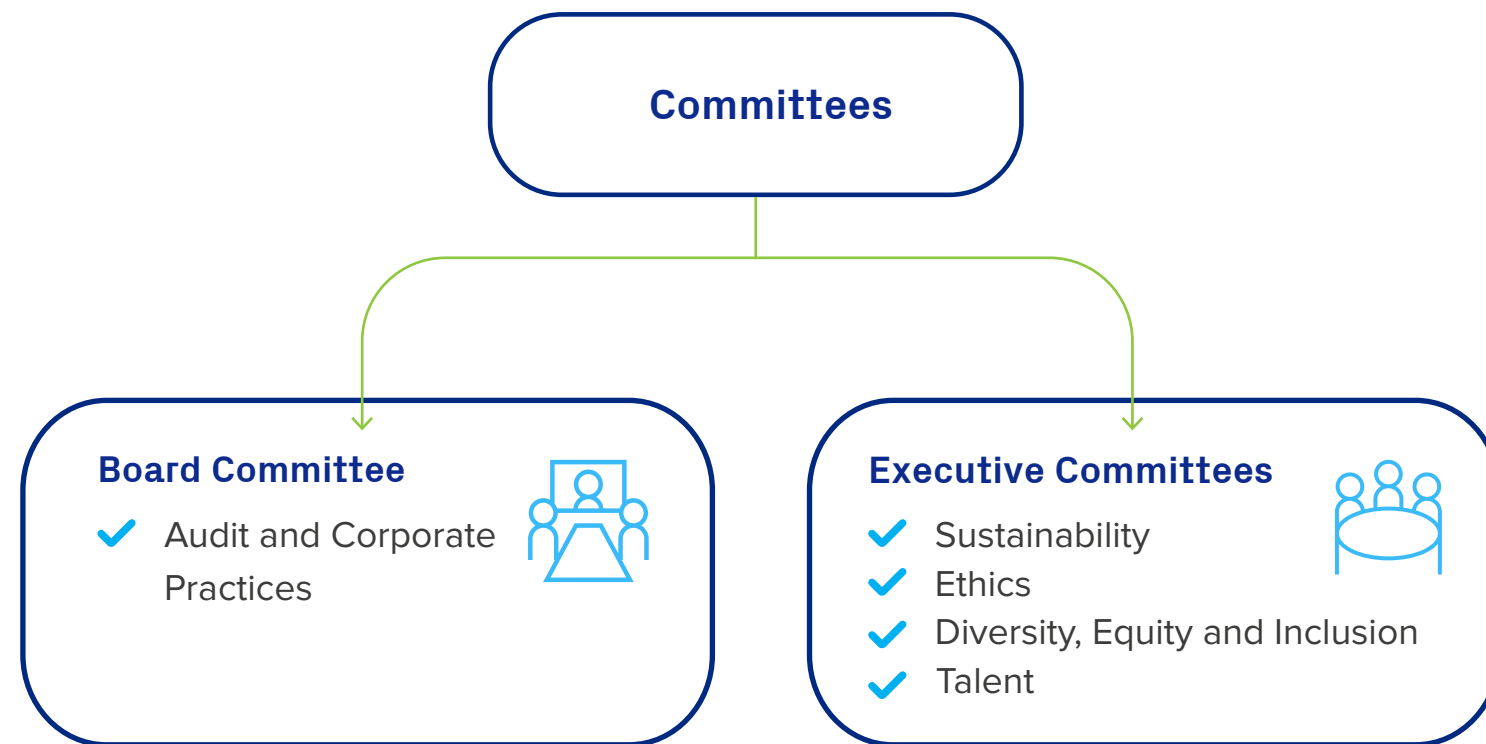 Committees
Board Committee
Audit and Corporate
Practices
Executive Committees
Sustainability
Ethics
Diversity, Equity and Inclusion
Talent